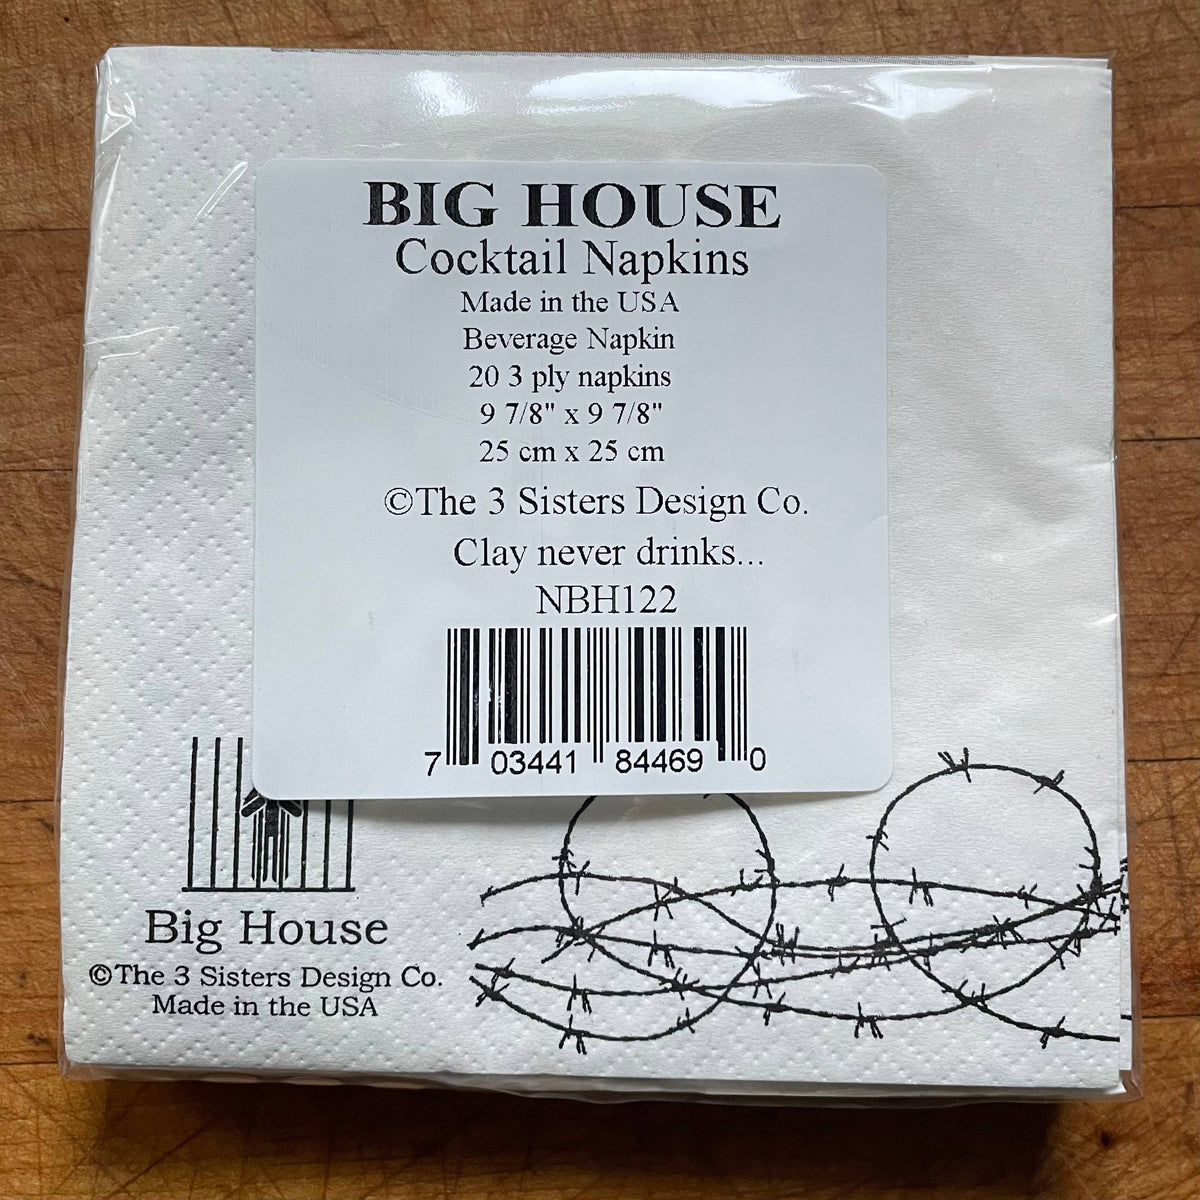 BIG HOUSE
Cocktail Napkins
Made in the USA
Beverage Napkin
20 3 ply napkins
9 7/8" x 9 7/8"
25 cm x 25 cm
©The 3 Sisters Design Co.
Clay never drinks...
NBH122
7 03441 84469 0
Big House
©The 3 Sisters Design Co.
Made in the USA